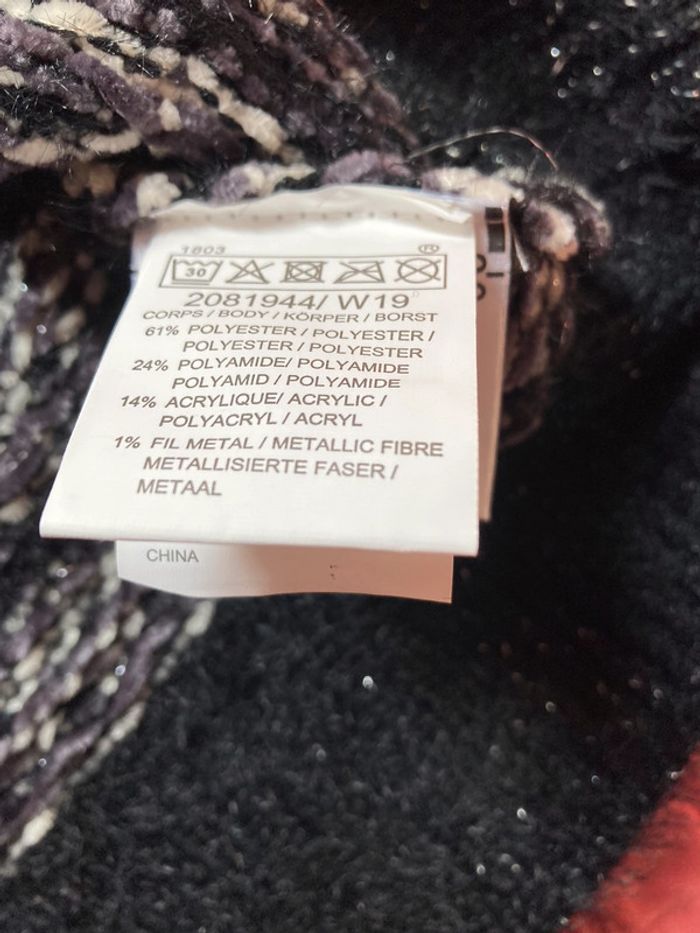 1603
30
2081944/ W19
CORPS / BODY / KÖRPER / BORST
61% POLYESTER / POLYESTER /
POLYESTER / POLYESTER
24% POLYAMIDE/ POLYAMIDE
POLYAMID / POLYAMIDE
14% ACRYLIQUE/ ACRYLIC /
POLYACRYL / ACRYL
1% FIL METAL / METALLIC FIBRE
METALLISIERTE FASER /
METAAL
CHINA